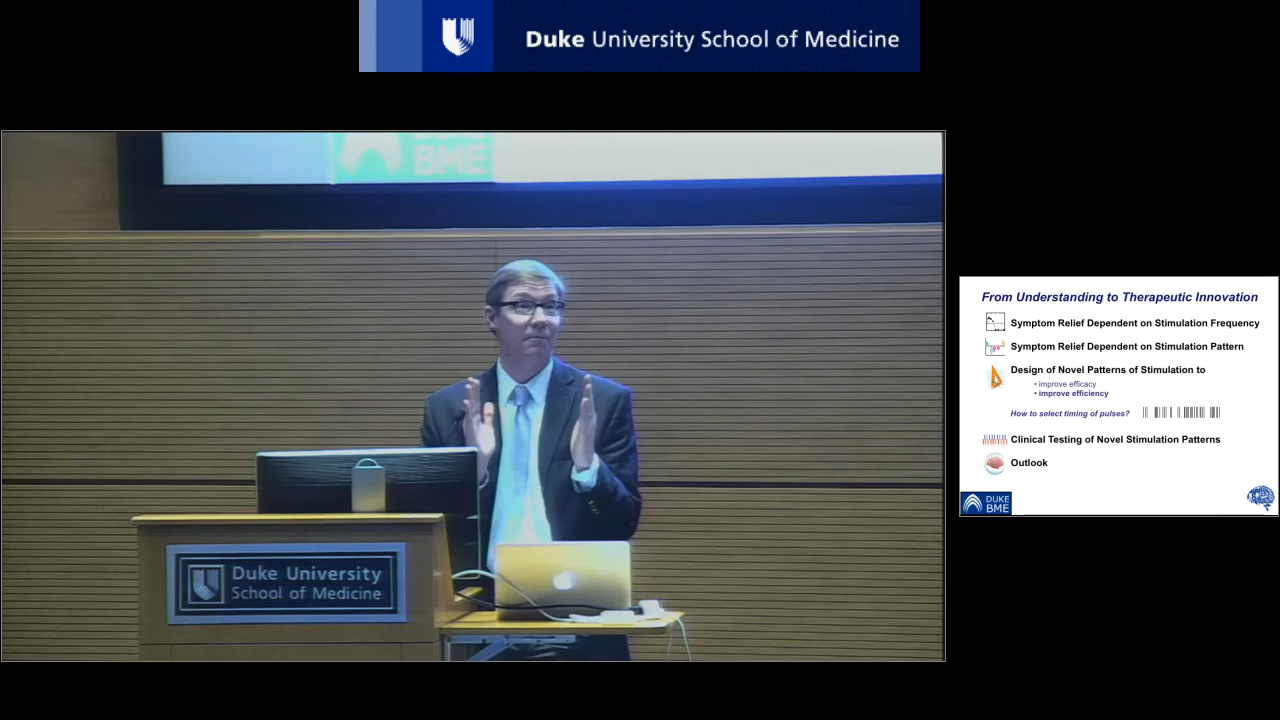 Duke University School of Medicine
BME
From Understanding to Therapeutic Innovation
Symptom Relief Dependent on Stimulation Frequency
Symptom Relief Dependent on Stimulation Pattern
Design of Novel Patterns of Stimulation to
• improve efficacy
• improve efficiency
How to select timing of pulses?
Clinical Testing of Novel Stimulation Patterns
Outlook
DUKE
BME
Duke University
School of Medicine